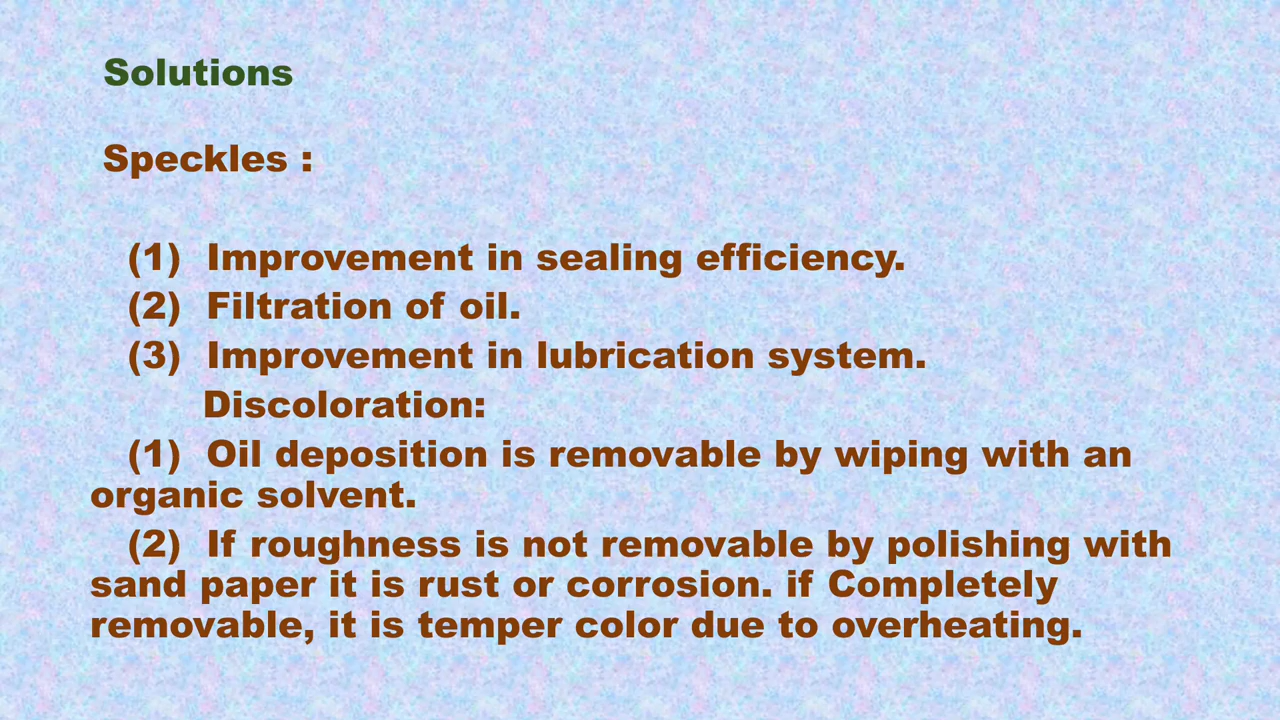 Solutions
Speckles :
(1) Improvement in sealing efficiency.
(2) Filtration of oil.
(3) Improvement in lubrication system.
Discoloration:
(1) Oil deposition is removable by wiping with an
organic solvent.
(2) If roughness is not removable by polishing with
sand paper it is rust or corrosion. if Completely
removable, it is temper color due to overheating.